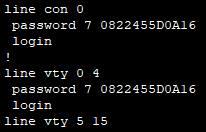 line con 0
password 7 0822455D0A16
login
!
line vty 0 4
password 7 0822455D0A16
login
line vty 5 15